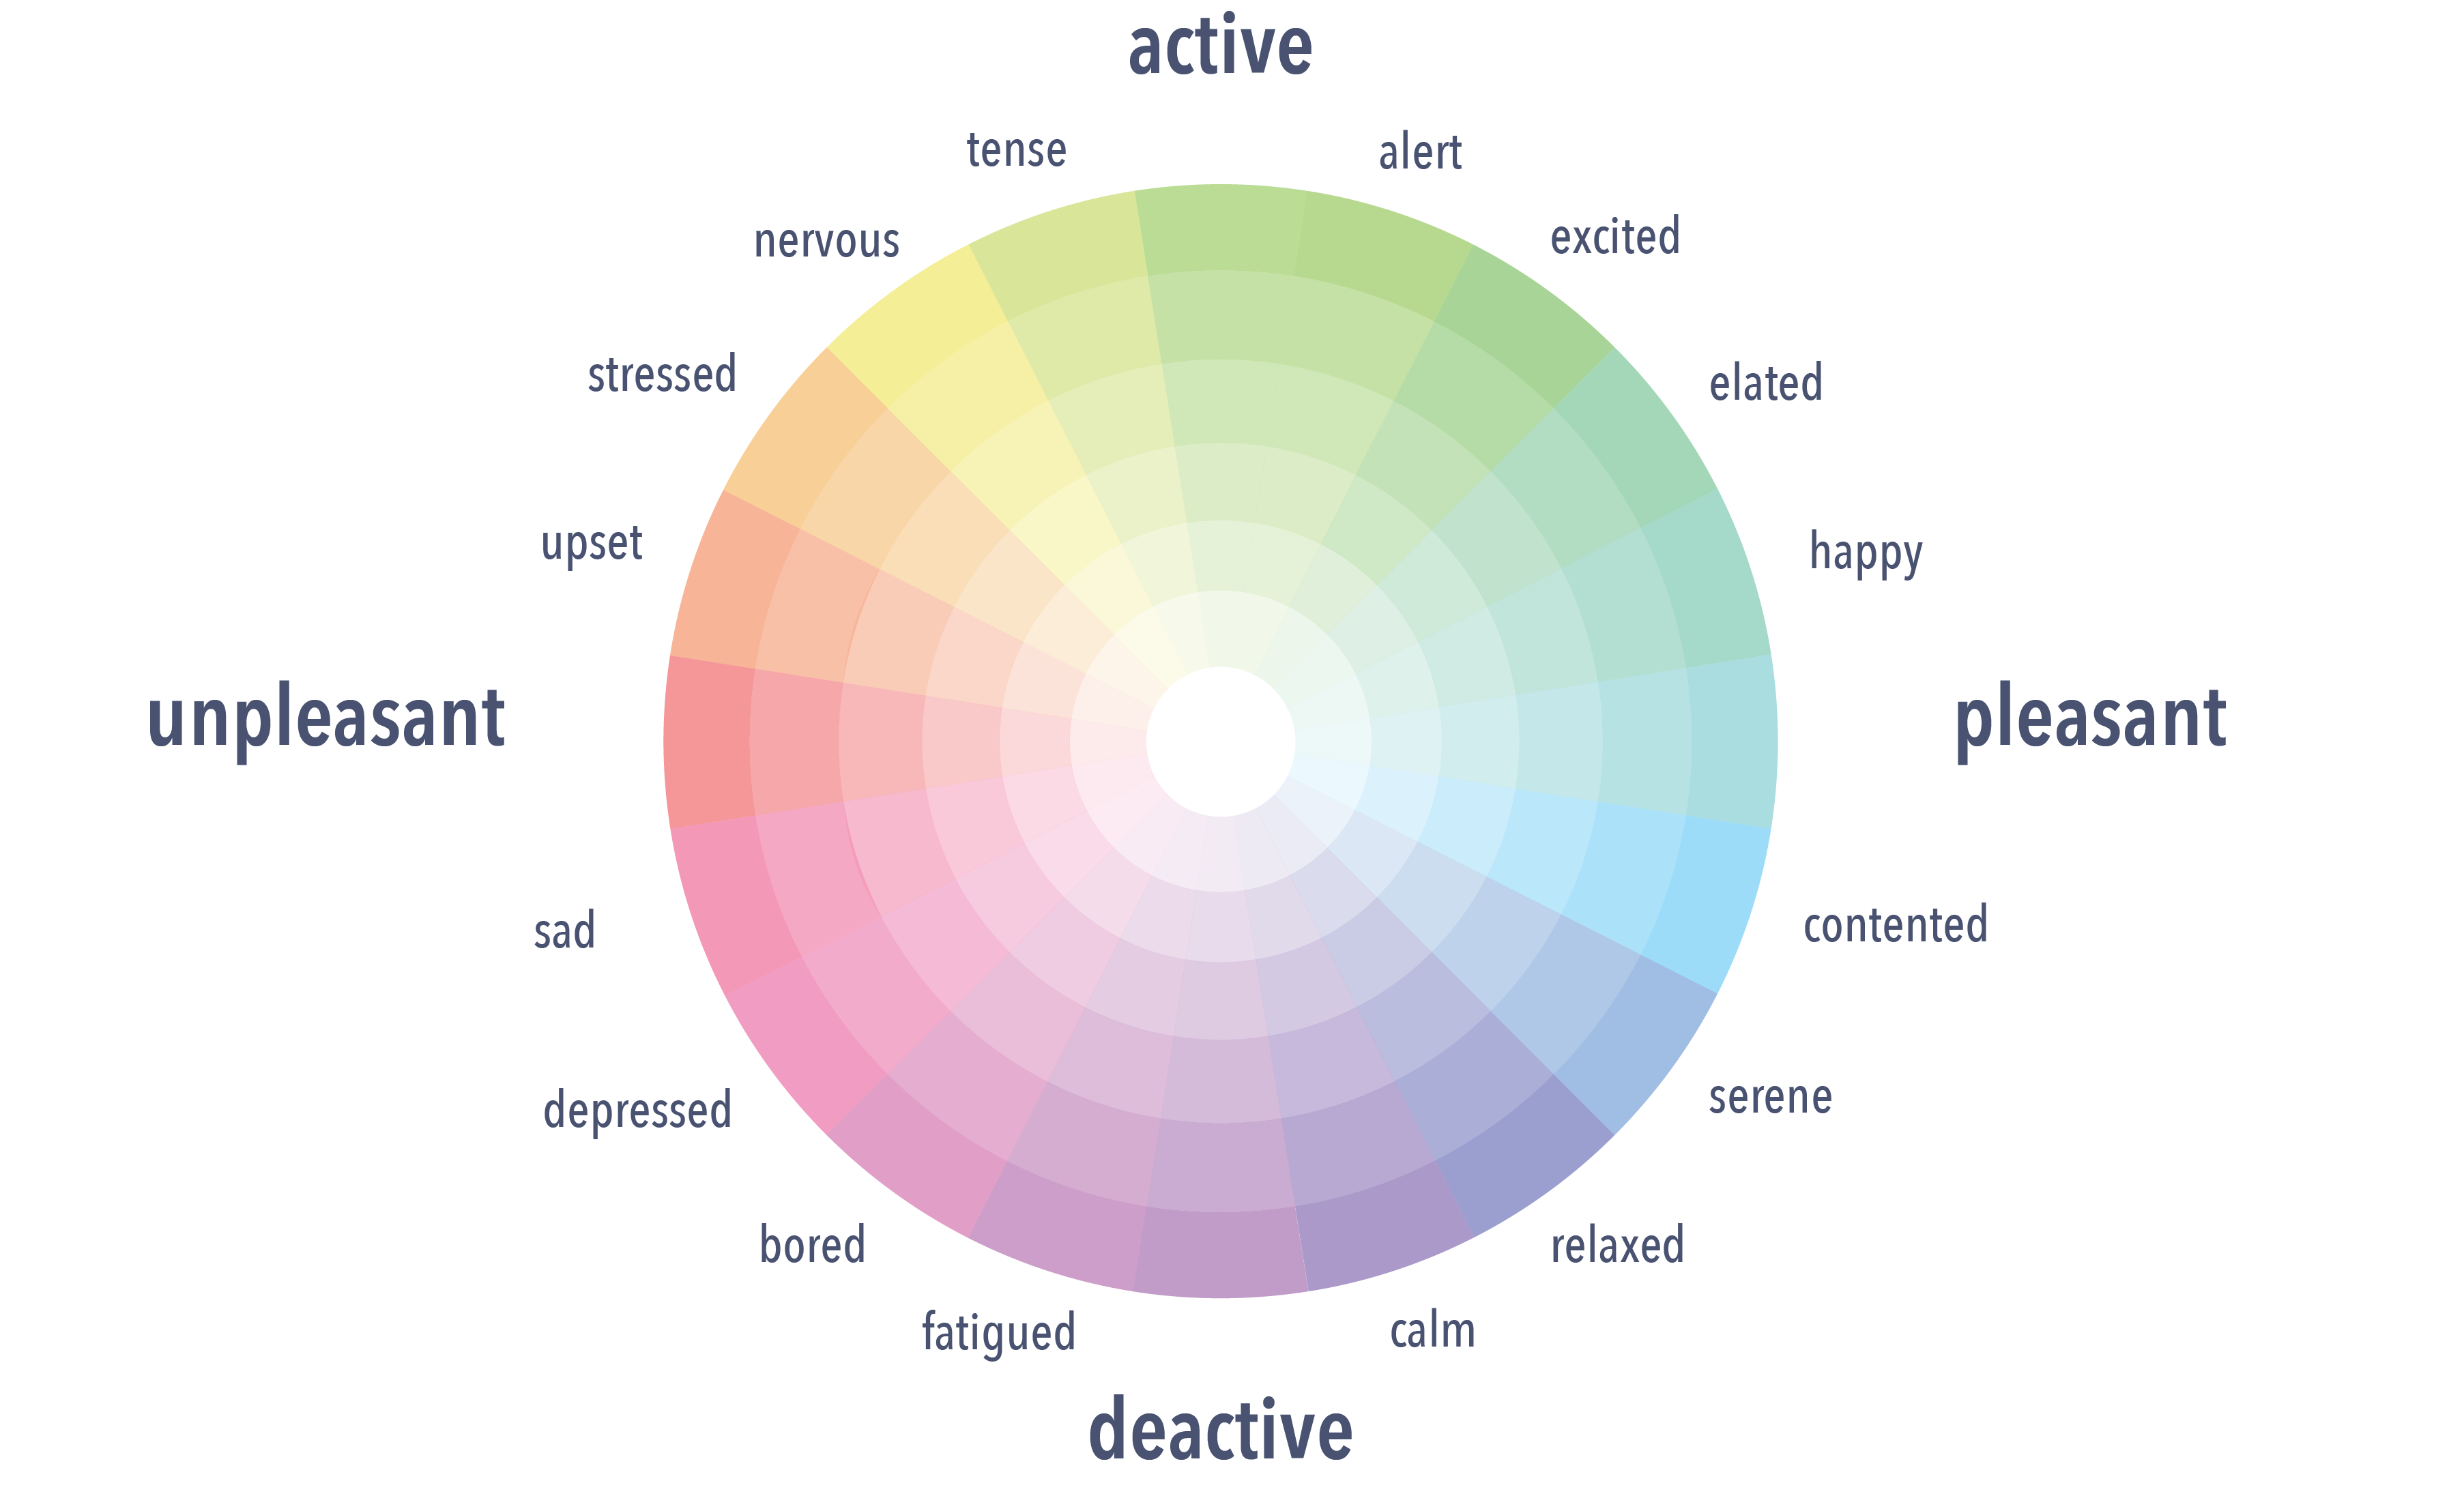 active
tense
alert
nervous
excited
stressed
elated
upset
happy
unpleasant
pleasant
sad
contented
depressed
serene
bored
relaxed
fatigued
calm
deactive